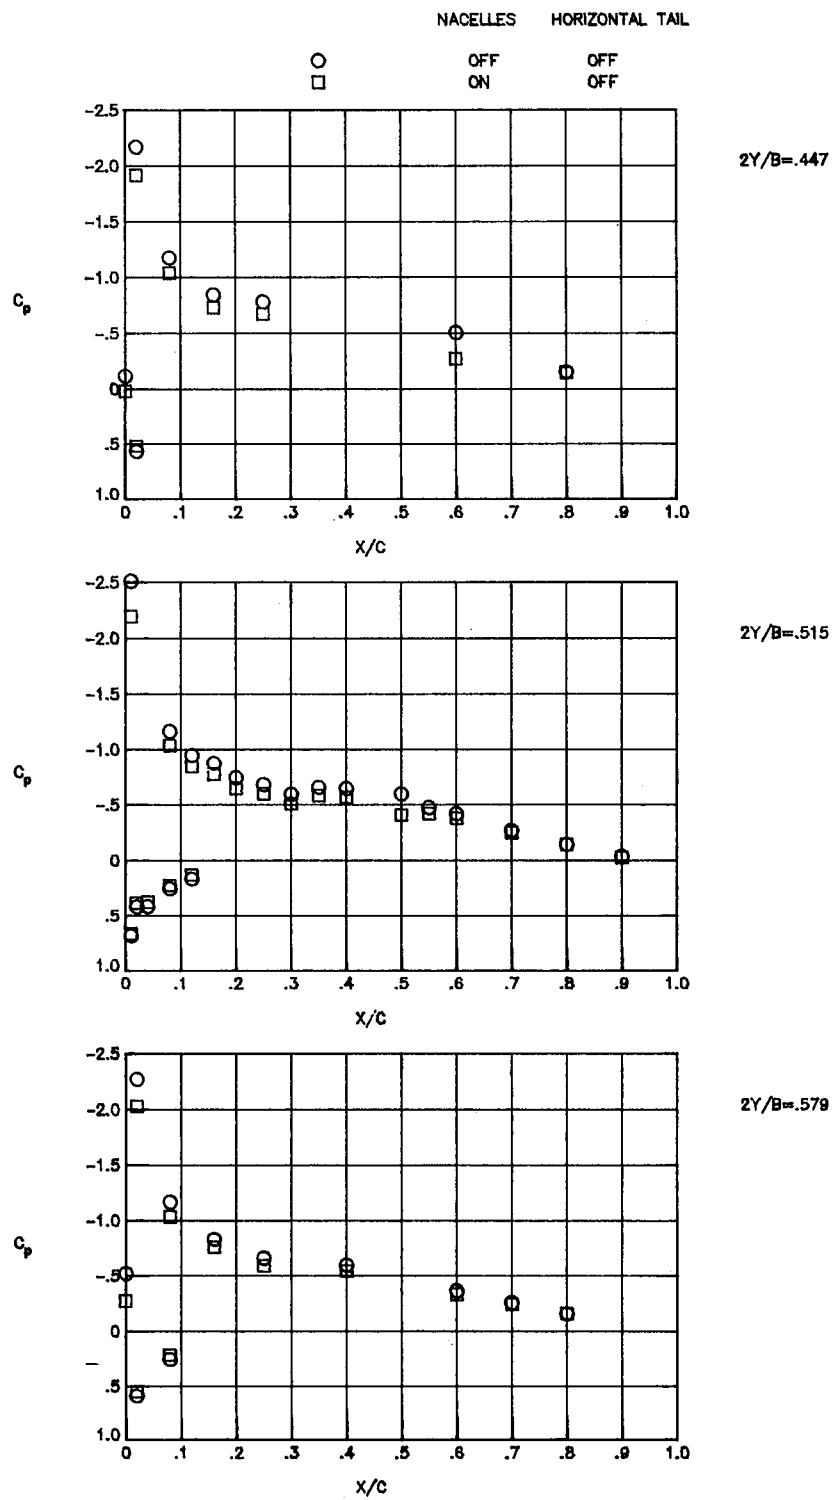 NACELLES HORIZONTAL TAIL
OFF OFF
ON OFF
-2.5
-2.0
-1.5
-1.0
-.5
0
.5
1.0
Cp
2Y/B=.447
0 .1 .2 .3 .4 .5 .6 .7 .8 .9 1.0
X/C
-2.5
-2.0
-1.5
-1.0
-.5
0
.5
1.0
Cp
2Y/B=.515
0 .1 .2 .3 .4 .5 .6 .7 .8 .9 1.0
X/C
-2.5
-2.0
-1.5
-1.0
-.5
0
.5
1.0
Cp
2Y/B=.579
0 .1 .2 .3 .4 .5 .6 .7 .8 .9 1.0
X/C